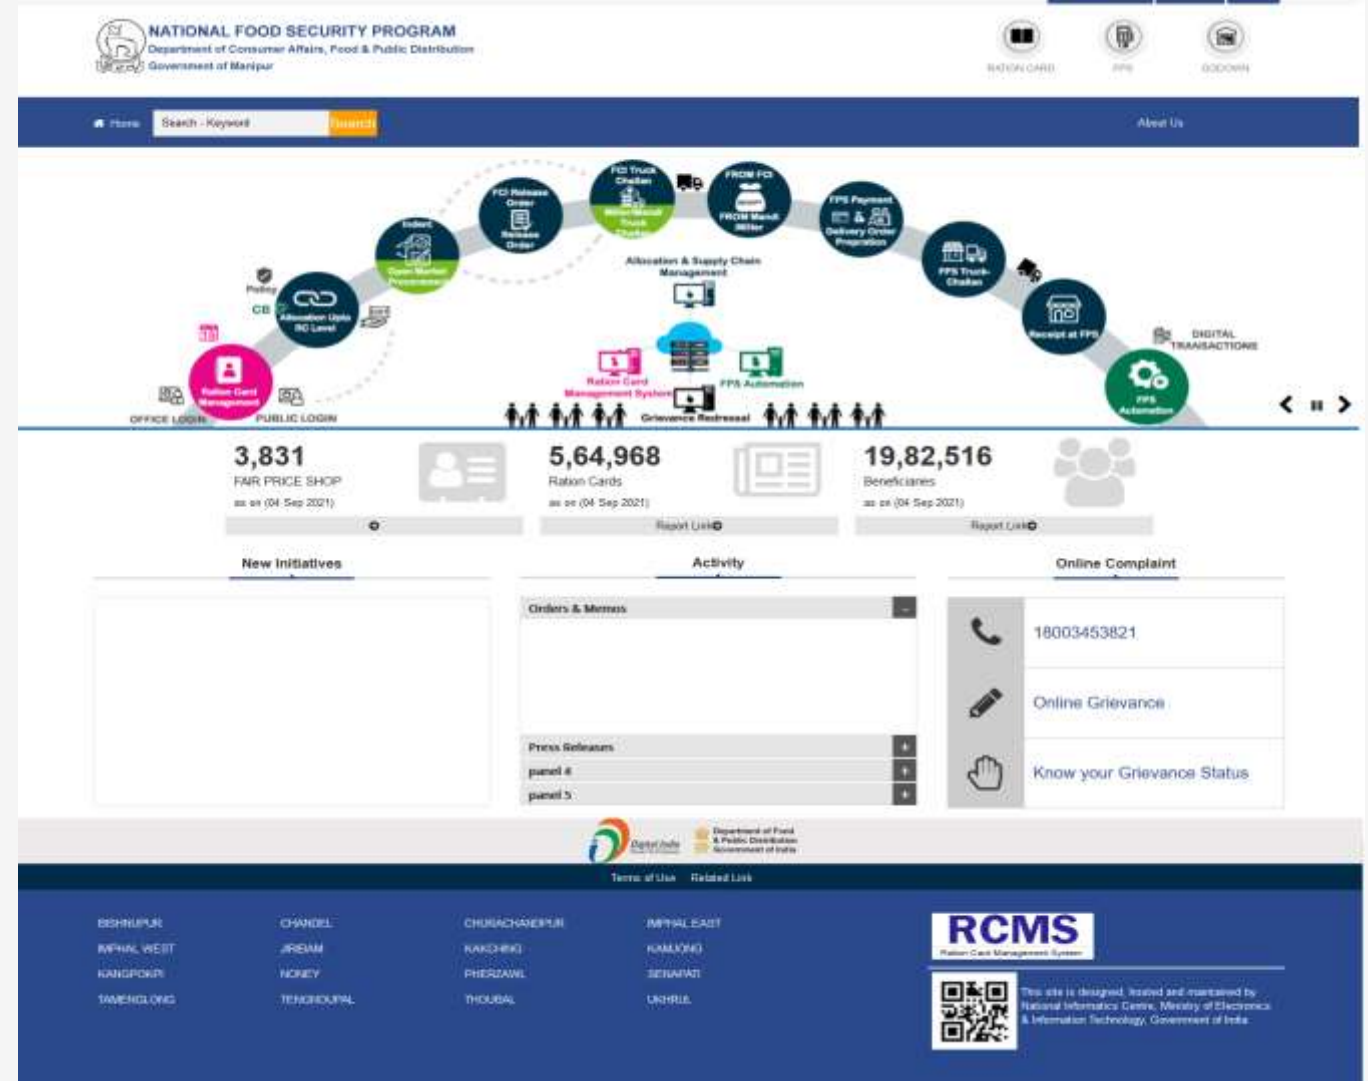 NATIONAL FOOD SECURITY PROGRAM
Department of Consumer Affairs, Food & Public Distribution
Government of Manipur
RATION CARD
FPS
GODOWN
Home
Search - Keyword
Search
About Us
FCI Truck
Challan
Miller/Mandi
Truck
Challan
FROM FCI
FROM Mandi
Miller
FCI Release
Order
Release
Order
FPS Payment
&
Delivery Order
Prepration
Indent
Open Market
Procurement
FPS Truck-
Challan
Allocation & Supply Chain
Management
Policy
CB
Allocation Upto
RC Level
Receipt at FPS
DIGITAL
TRANSACTIONS
Ration Card
Management
Ration Card
Management System
FPS Automation
FPS
Automation
OFFICE LOGIN
PUBLIC LOGIN
Grievance Redressal
3,831
FAIR PRICE SHOP
as on (04 Sep 2021)
5,64,968
Ration Cards
as on (04 Sep 2021)
Report Link
19,82,516
Beneficiaries
as on (04 Sep 2021)
Report Link
New Initiatives
Activity
Orders & Memos
Press Releases
panel 4
panel 5
Online Complaint
18003453821
Online Grievance
Know your Grievance Status
Digital India
Department of Food
& Public Distribution
Government of India
Terms of Use Related Link
BISHNUPUR CHANDEL CHURACHANDPUR IMPHAL EAST
IMPHAL WEST JIRIBAM KAKCHING KAMJONG
KANGPOKPI NONEY PHERZAWL SENAPATI
TAMENGLONG TENGNOUPAL THOUBAL UKHRUL
RCMS
Ration Card Management System
This site is designed, hosted and maintained by
National Informatics Centre, Ministry of Electronics
& Information Technology, Government of India